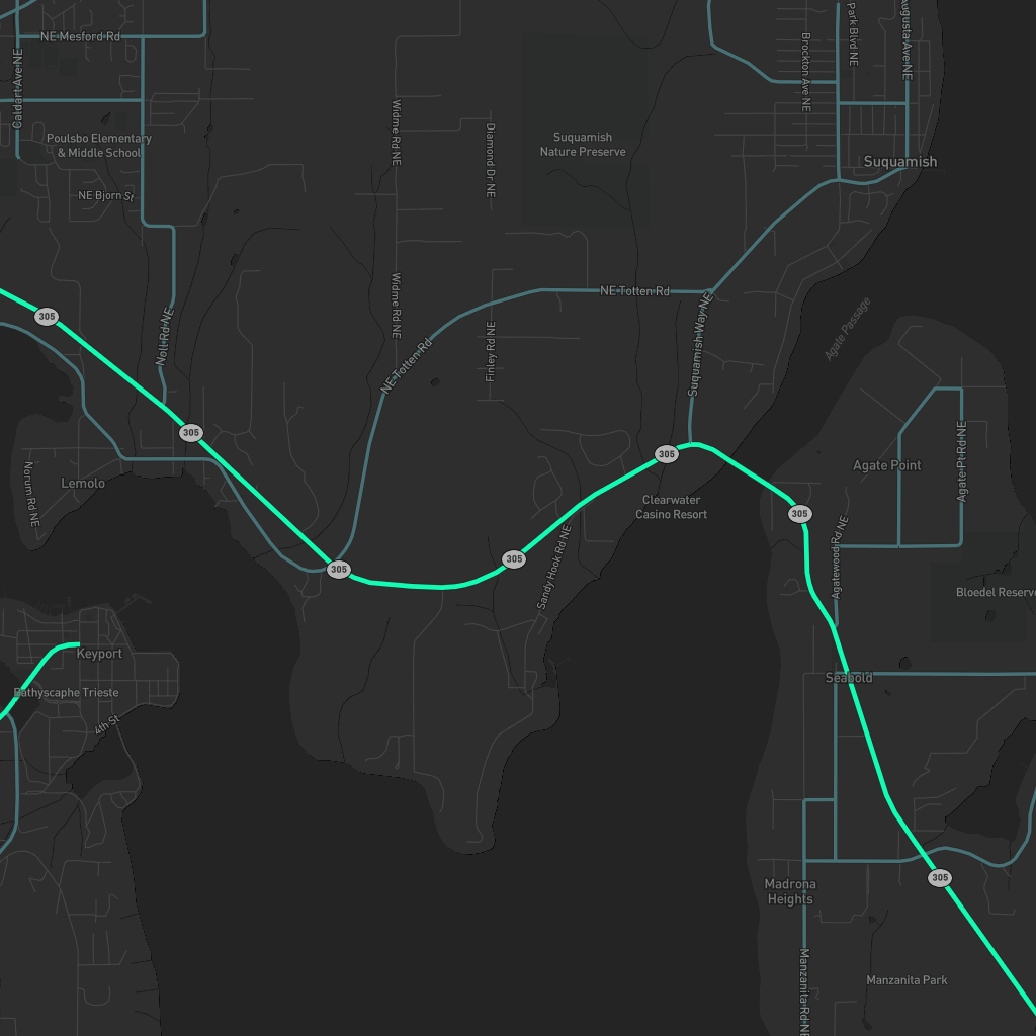 NE Mesford Rd
Caldart Ave NE
Park Blvd NE
Augusta Ave NE
Brockton Ave NE
Widme Rd NE
Diamond Dr NE
Poulsbo Elementary
& Middle School
Suquamish
Nature Preserve
Suquamish
NE Bjorn St
Widme Rd NE
NE Totten Rd
305
Noll Rd NE
Finley Rd NE
Suquamish Way NE
Agate Passage
NE Totten Rd
305
305
Agate Pt Rd NE
Agate Point
Lemolo
Norum Rd NE
Clearwater
Casino Resort
305
305
305
Sandy Hook Rd NE
Agatewood Rd NE
Bloedel Reserve
Keyport
Seabold
Bathyscaphe Trieste
4th St
305
Madrona
Heights
Manzanita Rd NE
Manzanita Park